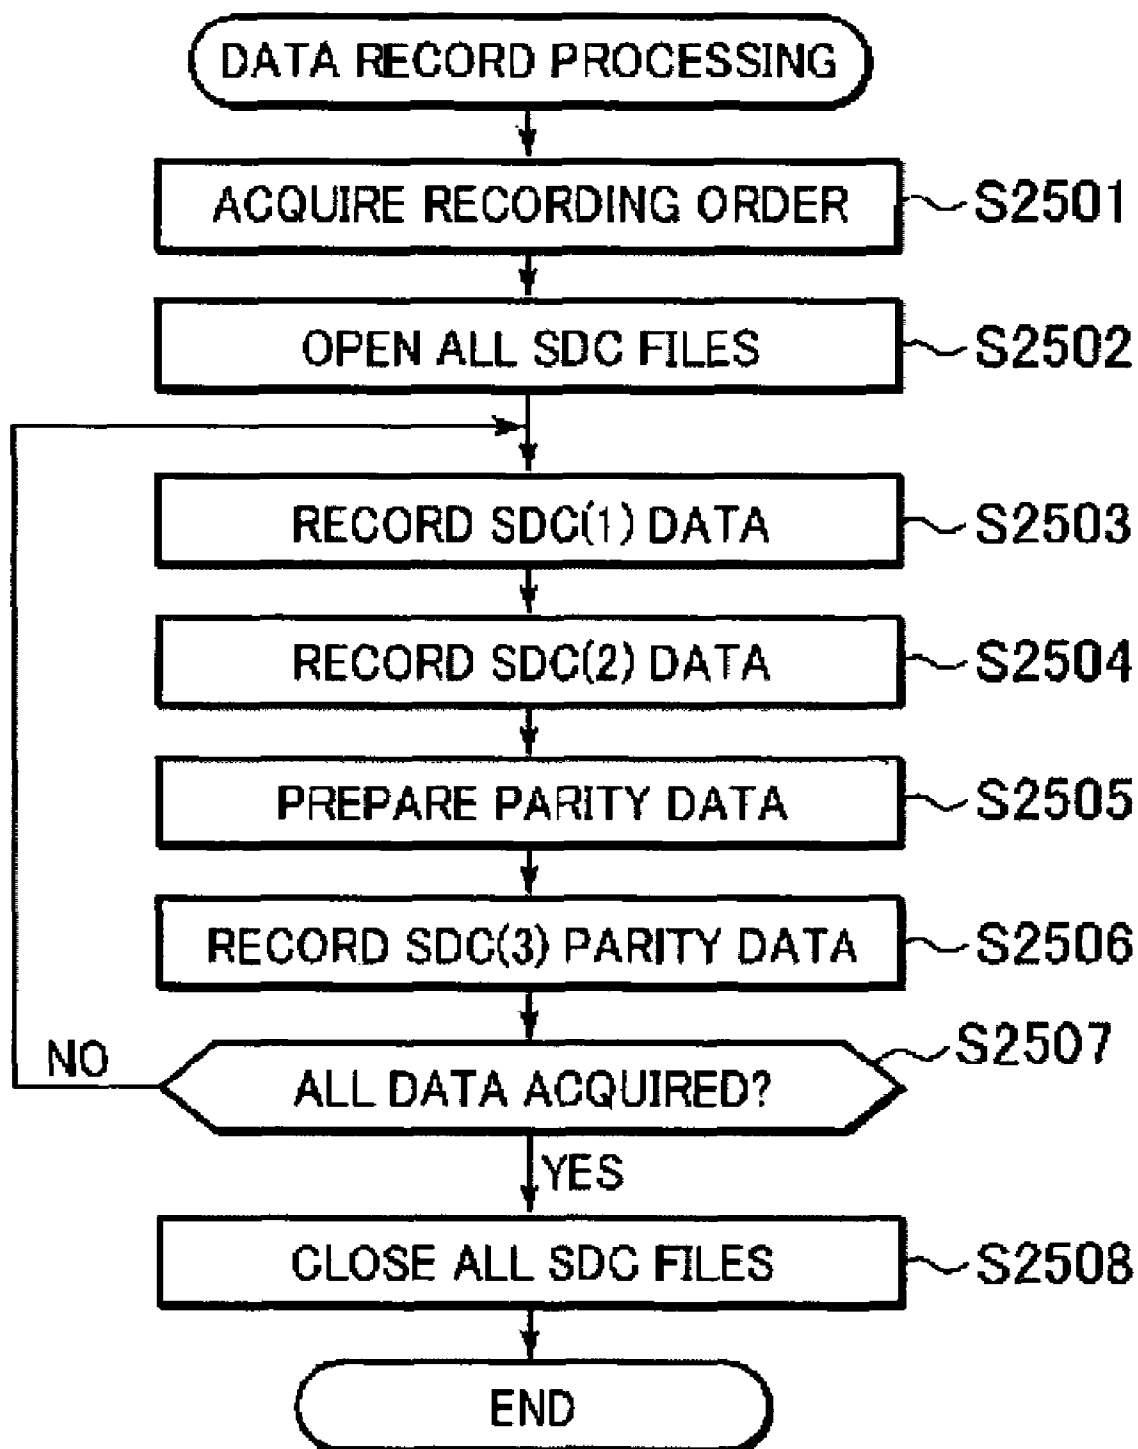 DATA RECORD PROCESSING
ACQUIRE RECORDING ORDER
S2501
OPEN ALL SDC FILES
S2502
RECORD SDC(1) DATA
S2503
RECORD SDC(2) DATA
S2504
PREPARE PARITY DATA
S2505
RECORD SDC(3) PARITY DATA
S2506
S2507
NO
ALL DATA ACQUIRED?
YES
CLOSE ALL SDC FILES
S2508
END